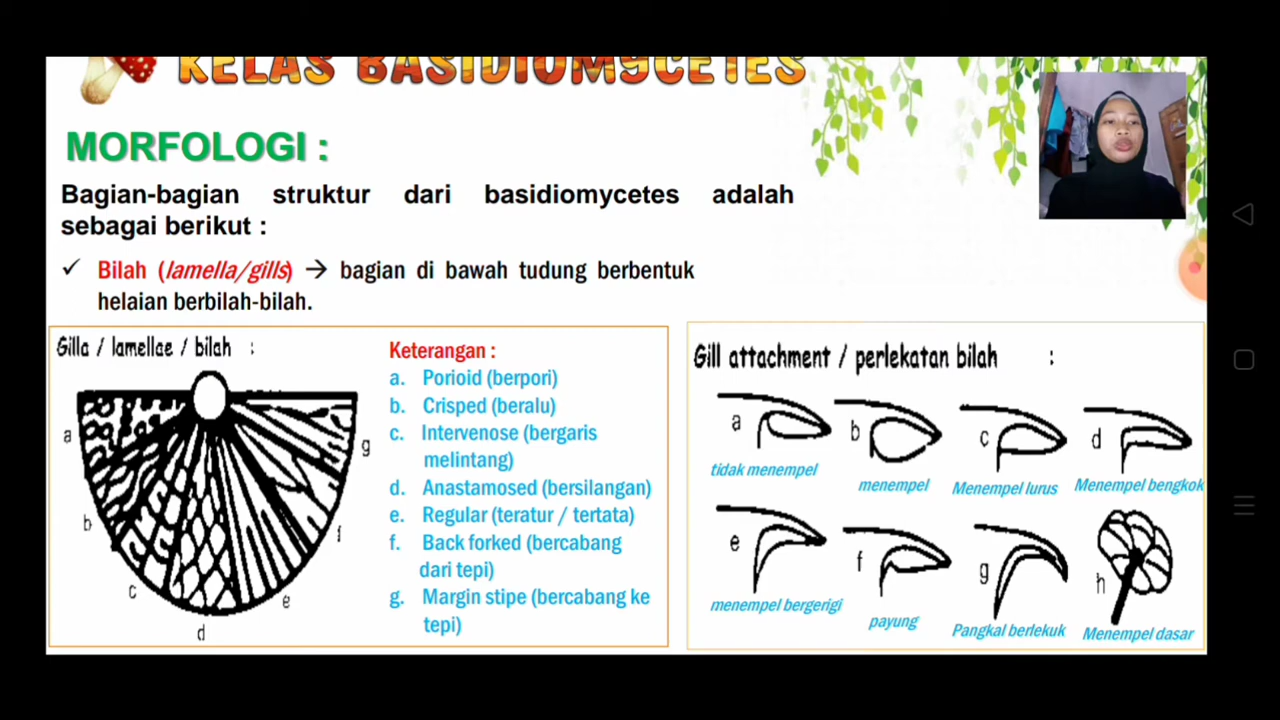 KELAS BASIDIOMYCETES
MORFOLOGI :
Bagian-bagian struktur dari basidiomycetes adalah
sebagai berikut :
✓ Bilah (lamella/gills) → bagian di bawah tudung berbentuk
helaian berbilah-bilah.
Gilla / lamellae / bilah :
a
b
c
d
e
f
g
Keterangan :
a. Porioid (berpori)
b. Crisped (beralu)
c. Intervenose (bergaris
melintang)
d. Anastamosed (bersilangan)
e. Regular (teratur / tertata)
f. Back forked (bercabang
dari tepi)
g. Margin stipe (bercabang ke
tepi)
Gill attachment / perlekatan bilah :
a
tidak menempel
b
menempel
c
Menempel lurus
d
Menempel bengkok
e
menempel bergerigi
f
payung
g
Pangkal berlekuk
h
Menempel dasar